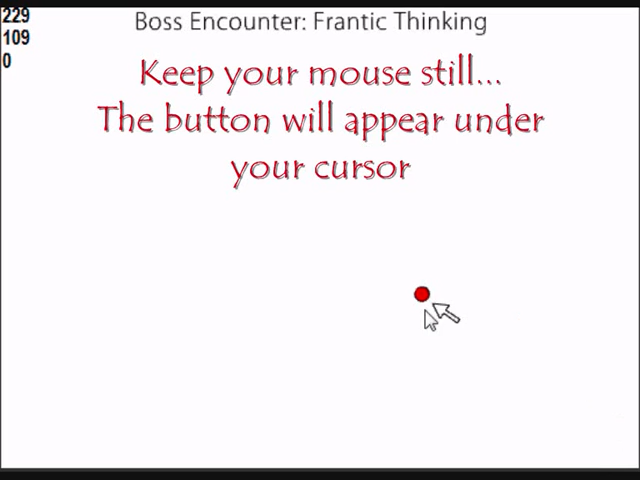 229
Boss Encounter: Frantic Thinking
109
0
Keep your mouse still...
The button will appear under
your cursor